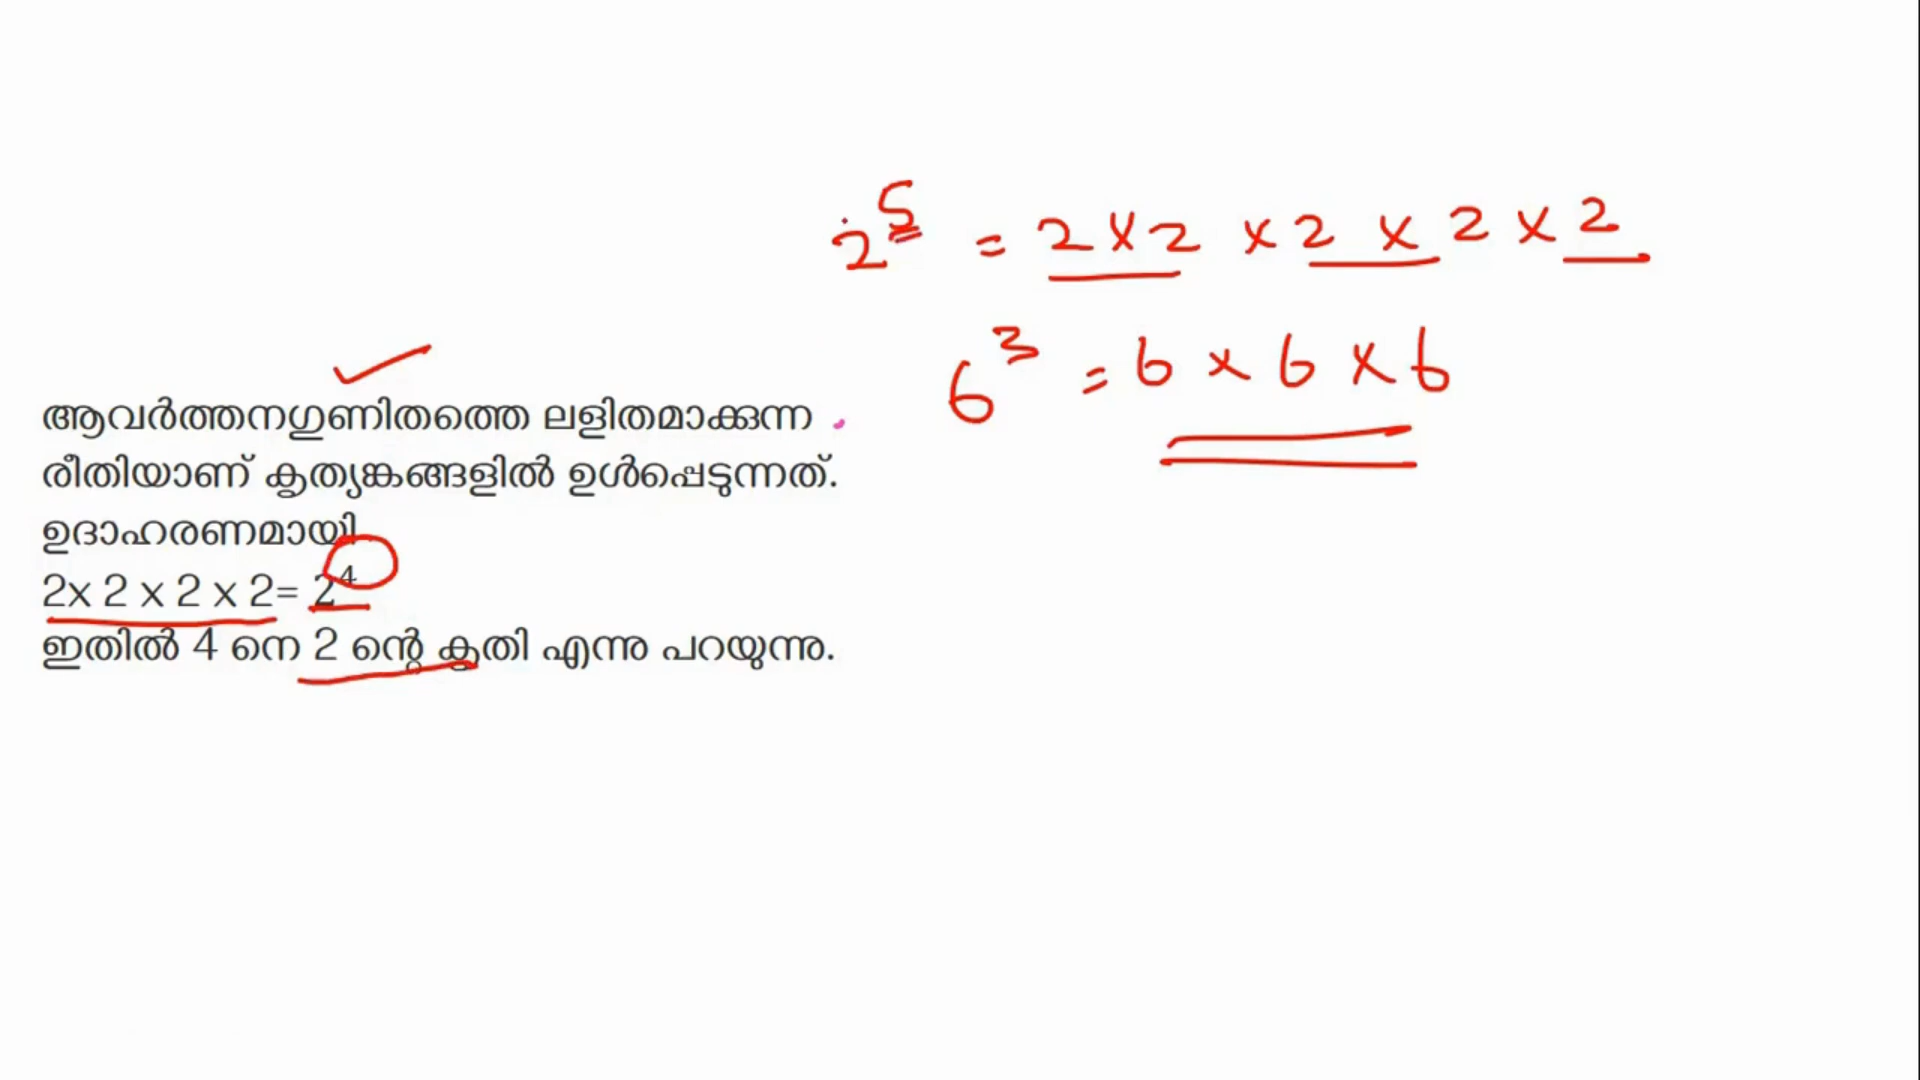 2⁵ = 2 x 2 x 2 x 2 x 2
6³ = 6 x 6 x 6
ആവർത്തനഗുണിതത്തെ ലളിതമാക്കുന്ന
രീതിയാണ് കൃത്യങ്കങ്ങളിൽ ഉൾപ്പെടുന്നത്.
ഉദാഹരണമായി
2x 2 x 2 x 2= 2⁴
ഇതിൽ 4 നെ 2 ന്റെ കൃതി എന്നു പറയുന്നു.